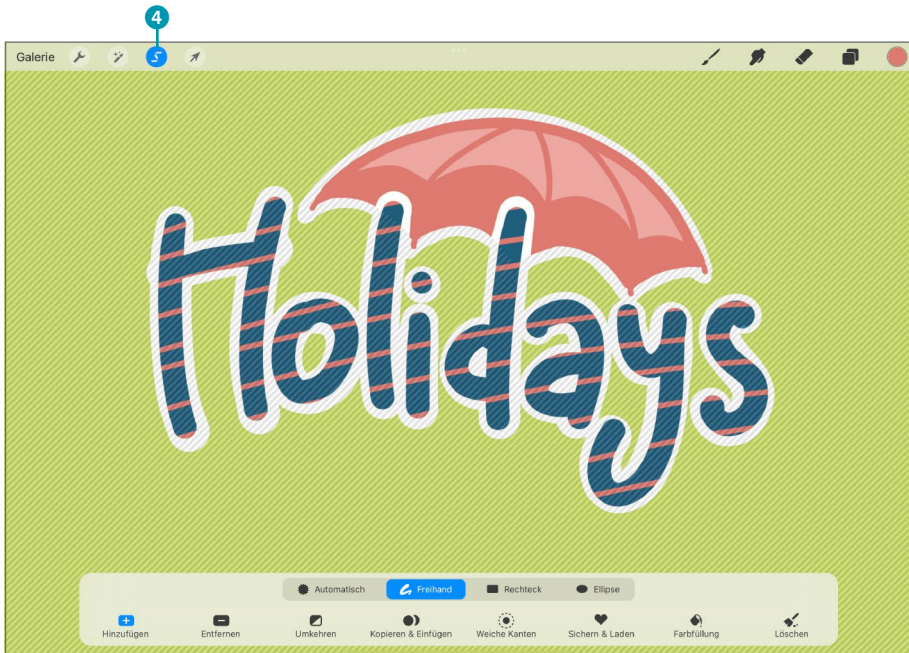 4
Galerie
Holidays
Automatisch Freihand Rechteck Ellipse
Hinzufügen Entfernen Umkehren Kopieren & Einfügen Weiche Kanten Sichern & Laden Farbfüllung Löschen